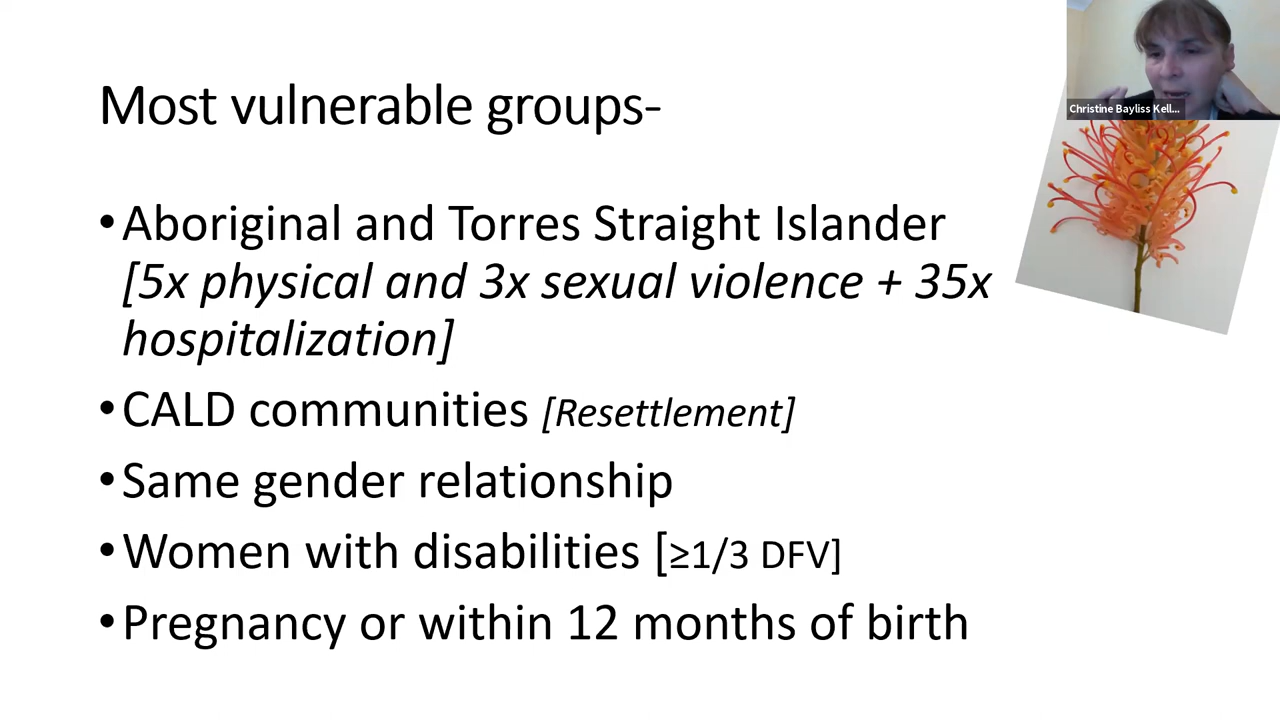 Most vulnerable groups-
Christine Bayliss Kell...
•Aboriginal and Torres Straight Islander
[5x physical and 3x sexual violence + 35x
hospitalization]
•CALD communities [Resettlement]
•Same gender relationship
•Women with disabilities [≥1/3 DFV]
•Pregnancy or within 12 months of birth